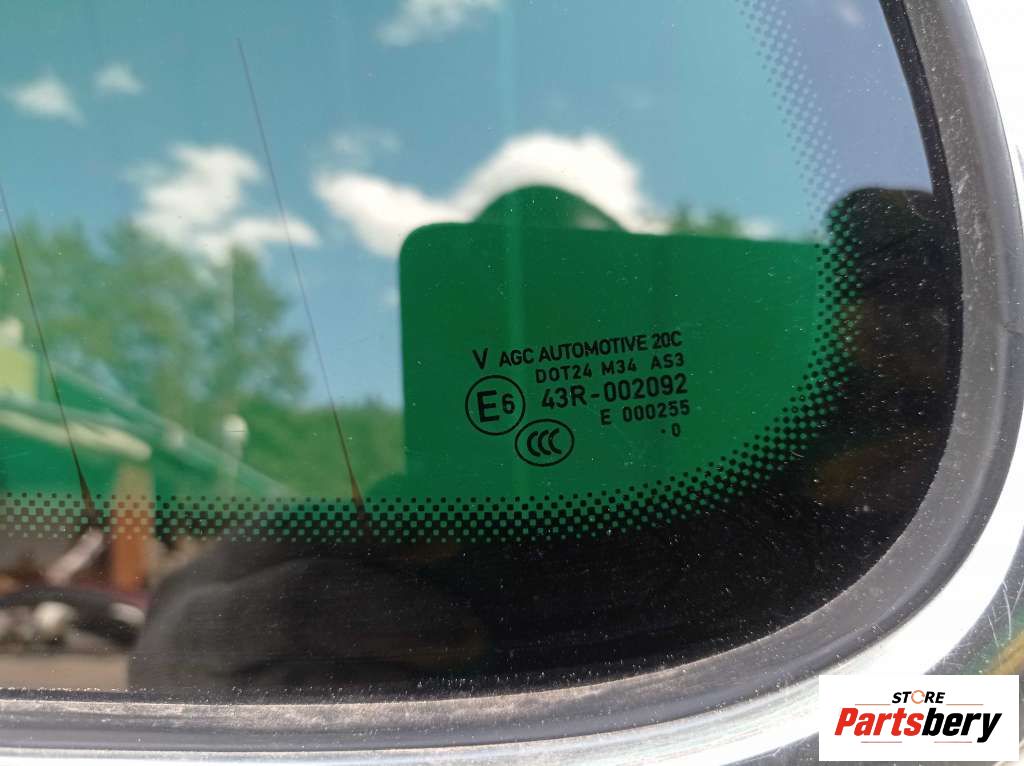 V AGC AUTOMOTIVE 20C
DOT24 M34 AS3
E6 43R-002092
E 000255
CCC ·0
STORE
Partsbery